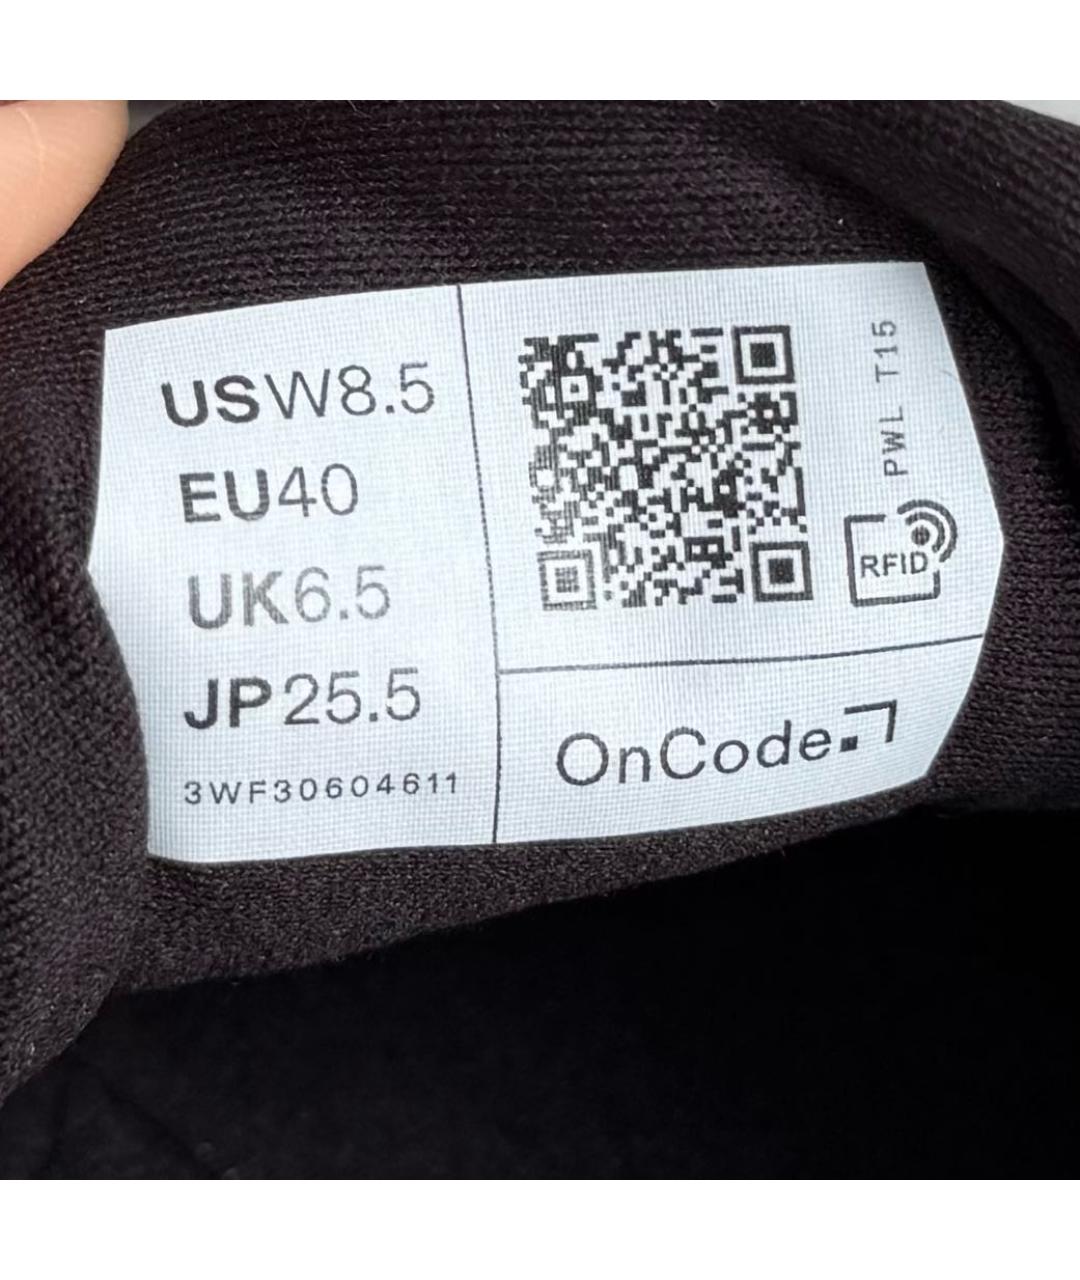 USW8.5
EU40
UK6.5
JP25.5
3WF30604611
PWL T15
RFID
OnCode